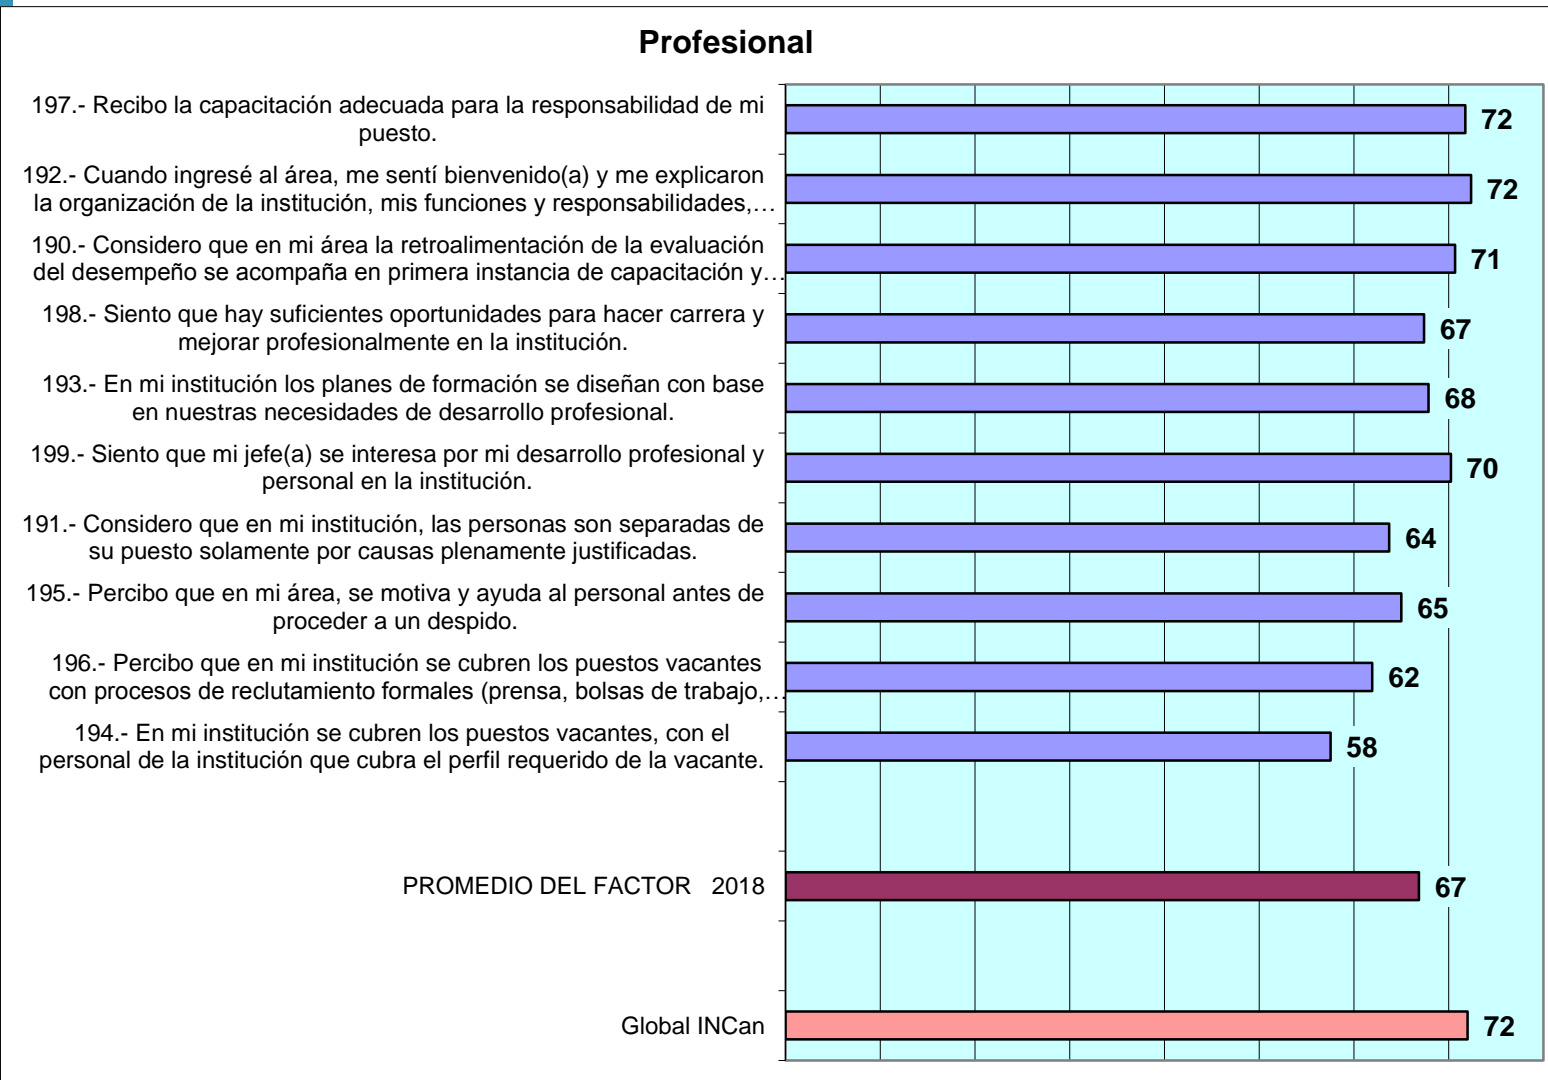 Profesional
197.- Recibo la capacitación adecuada para la responsabilidad de mi
puesto.
72
192.- Cuando ingresé al área, me sentí bienvenido(a) y me explicaron
la organización de la institución, mis funciones y responsabilidades,…
72
190.- Considero que en mi área la retroalimentación de la evaluación
del desempeño se acompaña en primera instancia de capacitación y…
71
198.- Siento que hay suficientes oportunidades para hacer carrera y
mejorar profesionalmente en la institución.
67
193.- En mi institución los planes de formación se diseñan con base
en nuestras necesidades de desarrollo profesional.
68
199.- Siento que mi jefe(a) se interesa por mi desarrollo profesional y
personal en la institución.
70
191.- Considero que en mi institución, las personas son separadas de
su puesto solamente por causas plenamente justificadas.
64
195.- Percibo que en mi área, se motiva y ayuda al personal antes de
proceder a un despido.
65
196.- Percibo que en mi institución se cubren los puestos vacantes
con procesos de reclutamiento formales (prensa, bolsas de trabajo,…
62
194.- En mi institución se cubren los puestos vacantes, con el
personal de la institución que cubra el perfil requerido de la vacante.
58
PROMEDIO DEL FACTOR 2018
67
Global INCan
72